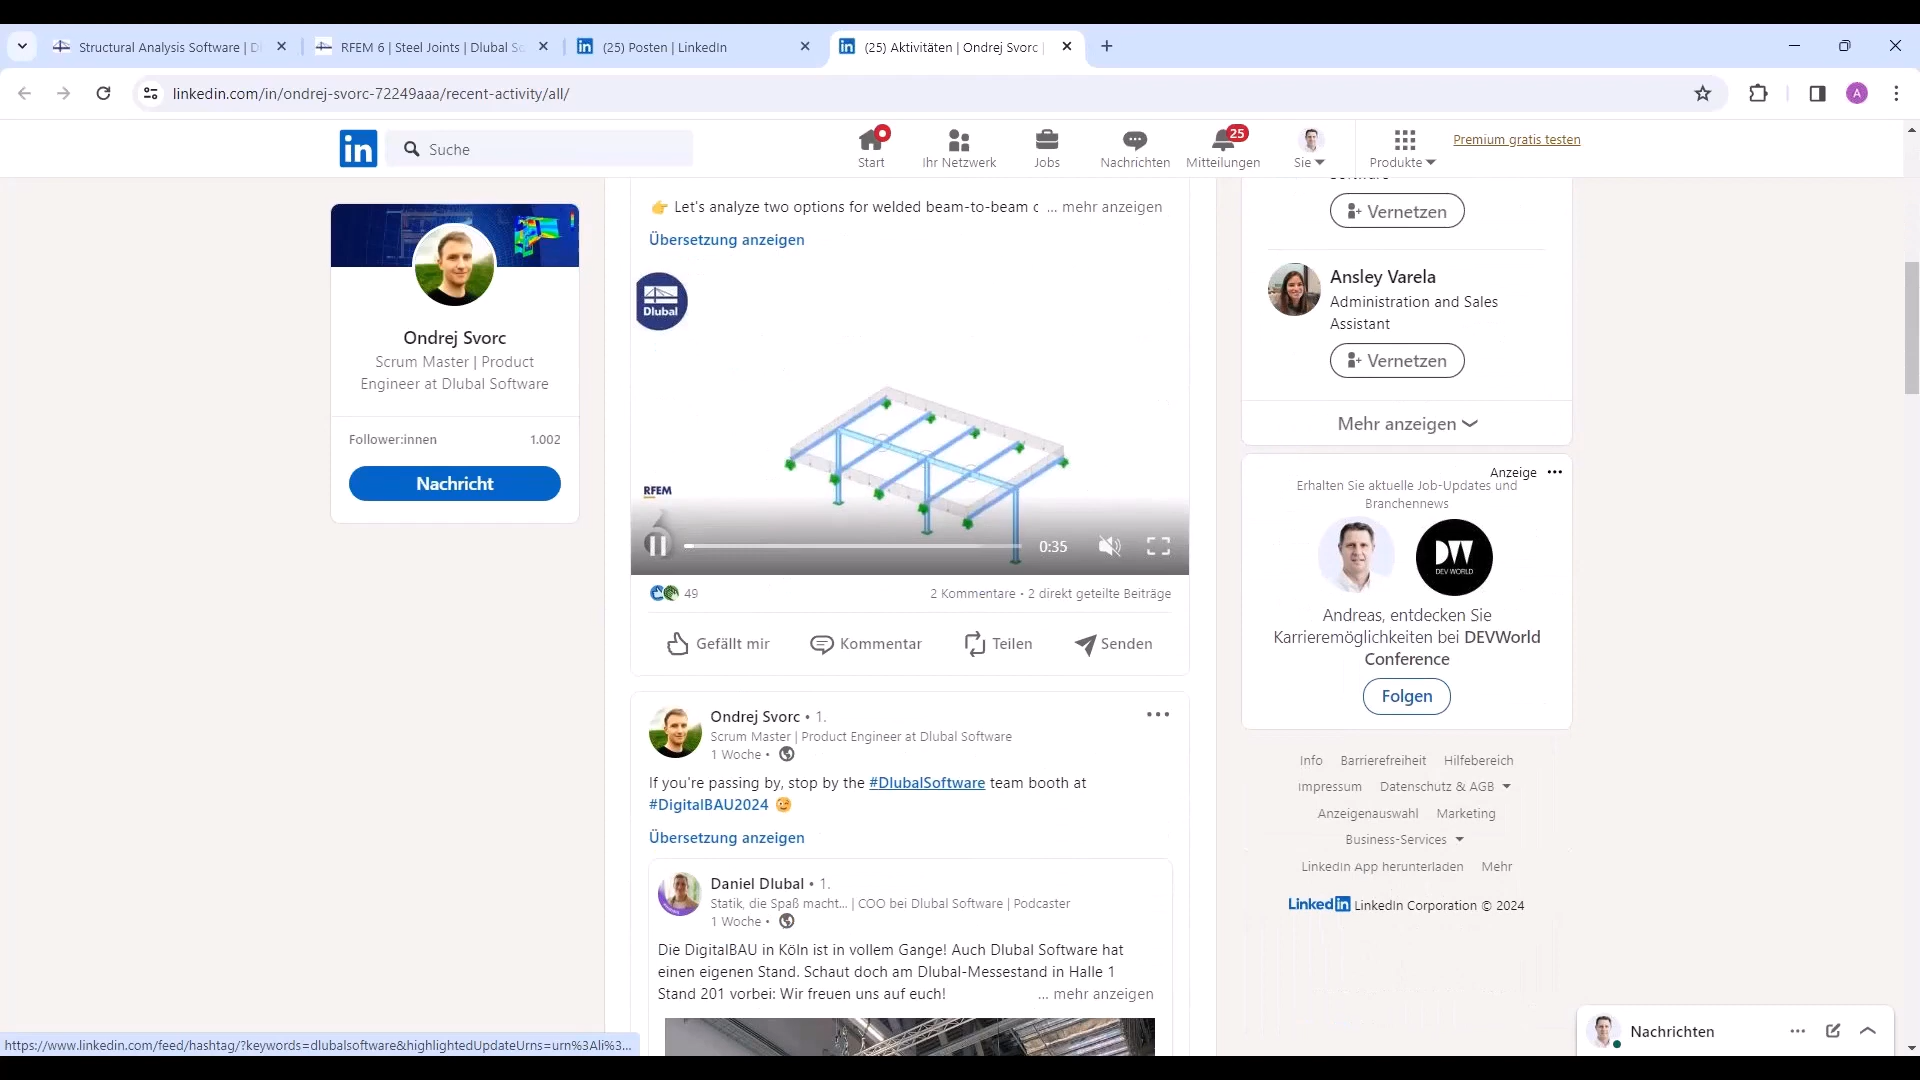 Structural Analysis Software | Dl
RFEM 6 | Steel Joints | Dlubal So
(25) Posten | LinkedIn
(25) Aktivitäten | Ondrej Svorc |
linkedin.com/in/ondrej-svorc-72249aaa/recent-activity/all/
A
in
Suche
Start
Ihr Netzwerk
Jobs
Nachrichten
25
Mitteilungen
Sie
Produkte
Premium gratis testen
Ondrej Svorc
Scrum Master | Product
Engineer at Dlubal Software
Follower:innen 1.002
Nachricht
👉 Let's analyze two options for welded beam-to-beam c ... mehr anzeigen
Übersetzung anzeigen
Dlubal
RFEM
0:35
49 2 Kommentare • 2 direkt geteilte Beiträge
Gefällt mir Kommentar Teilen Senden
Ondrej Svorc • 1.
Scrum Master | Product Engineer at Dlubal Software
1 Woche •
If you're passing by, stop by the #DlubalSoftware team booth at
#DigitalBAU2024 😉
Übersetzung anzeigen
Daniel Dlubal • 1.
Statik, die Spaß macht... | COO bei Dlubal Software | Podcaster
1 Woche •
Die DigitalBAU in Köln ist in vollem Gange! Auch Dlubal Software hat
einen eigenen Stand. Schaut doch am Dlubal-Messestand in Halle 1
Stand 201 vorbei: Wir freuen uns auf euch! ... mehr anzeigen
Software
Vernetzen
Ansley Varela
Administration and Sales
Assistant
Vernetzen
Mehr anzeigen
Anzeige
Erhalten Sie aktuelle Job-Updates und
Branchennews
DEV WORLD
Andreas, entdecken Sie
Karrieremöglichkeiten bei DEVWorld
Conference
Folgen
Info Barrierefreiheit Hilfebereich
Impressum Datenschutz & AGB
Anzeigenauswahl Marketing
Business-Services
LinkedIn App herunterladen Mehr
LinkedIn LinkedIn Corporation © 2024
Nachrichten
https://www.linkedin.com/feed/hashtag/?keywords=dlubalsoftware&highlightedUpdateUrns=urn%3Ali%3...